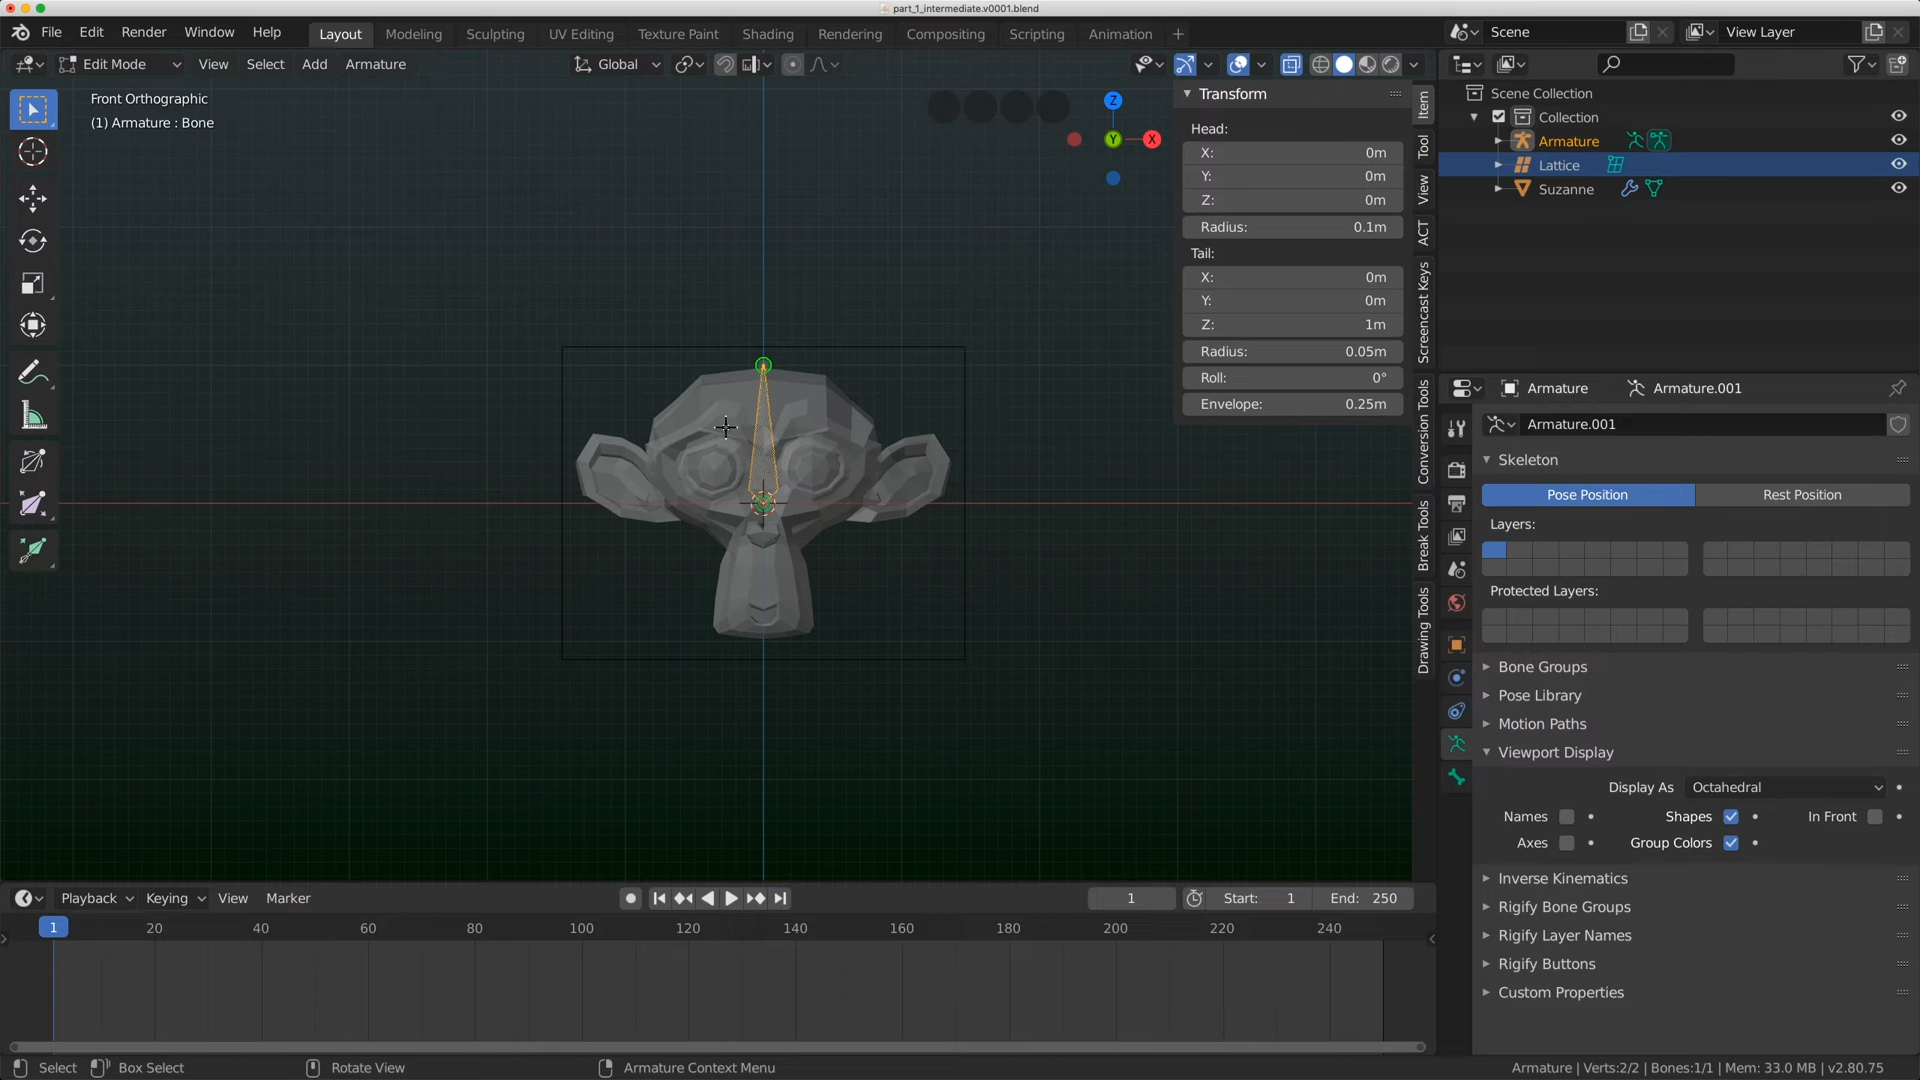 part_1_intermediate.v0001.blend
File Edit Render Window Help Layout Modeling Sculpting UV Editing Texture Paint Shading Rendering Compositing Scripting Animation + Scene View Layer
Edit Mode View Select Add Armature Global
Front Orthographic
(1) Armature : Bone
Z
Y
X
Transform
Head:
X: 0m
Y: 0m
Z: 0m
Radius: 0.1m
Tail:
X: 0m
Y: 0m
Z: 1m
Radius: 0.05m
Roll: 0°
Envelope: 0.25m
Item
Tool
View
ACT
Screencast Keys
Conversion Tools
Break Tools
Drawing Tools
Scene Collection
Collection
Armature
Lattice
Suzanne
Armature Armature.001
Armature.001
Skeleton
Pose Position Rest Position
Layers:
Protected Layers:
Bone Groups
Pose Library
Motion Paths
Viewport Display
Display As Octahedral
Names Shapes In Front
Axes Group Colors
Inverse Kinematics
Rigify Bone Groups
Rigify Layer Names
Rigify Buttons
Custom Properties
Playback Keying View Marker 1 Start: 1 End: 250
1 20 40 60 80 100 120 140 160 180 200 220 240
Select Box Select Rotate View Armature Context Menu Armature | Verts:2/2 | Bones:1/1 | Mem: 33.0 MB | v2.80.75